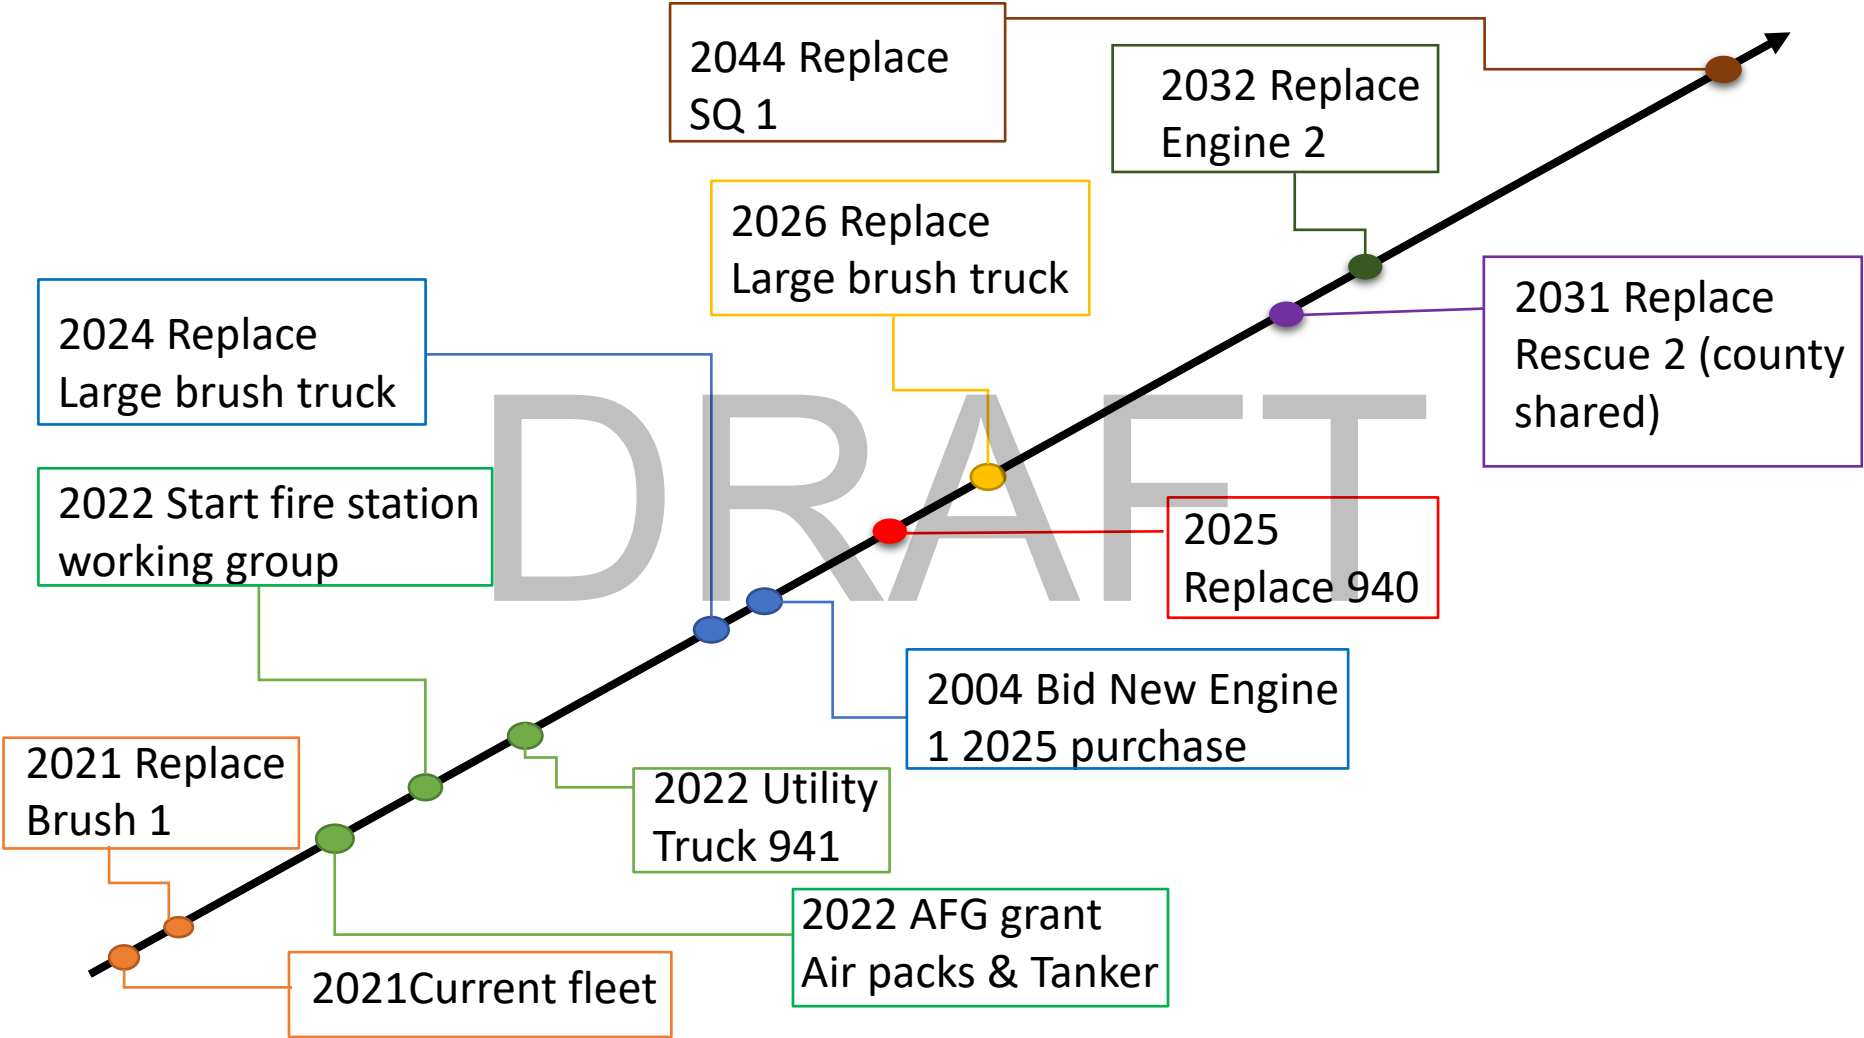 2044 Replace
SQ 1
2032 Replace
Engine 2
2026 Replace
Large brush truck
2024 Replace
Large brush truck
2031 Replace
Rescue 2 (county
shared)
DRAFT
2022 Start fire station
working group
2025
Replace 940
2004 Bid New Engine
1 2025 purchase
2021 Replace
Brush 1
2022 Utility
Truck 941
2022 AFG grant
Air packs & Tanker
2021Current fleet